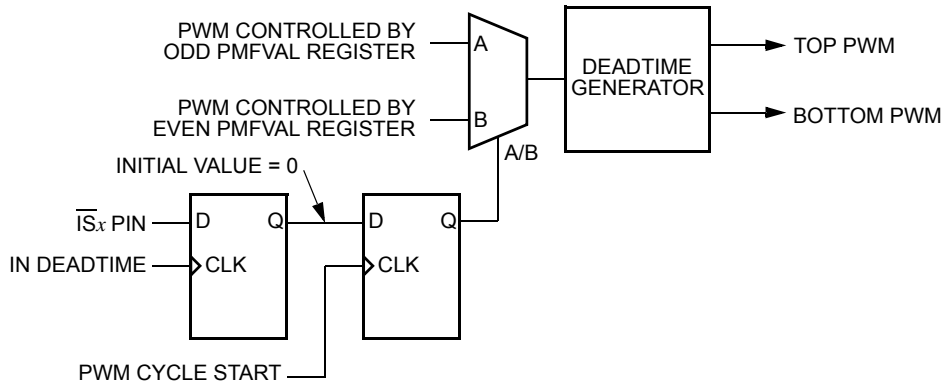 PWM CONTROLLED BY
ODD PMFVAL REGISTER
A
DEADTIME
GENERATOR
TOP PWM
PWM CONTROLLED BY
EVEN PMFVAL REGISTER
B
BOTTOM PWM
A/B
INITIAL VALUE = 0
I̅S̅x PIN
D
Q
D
Q
IN DEADTIME
CLK
CLK
PWM CYCLE START